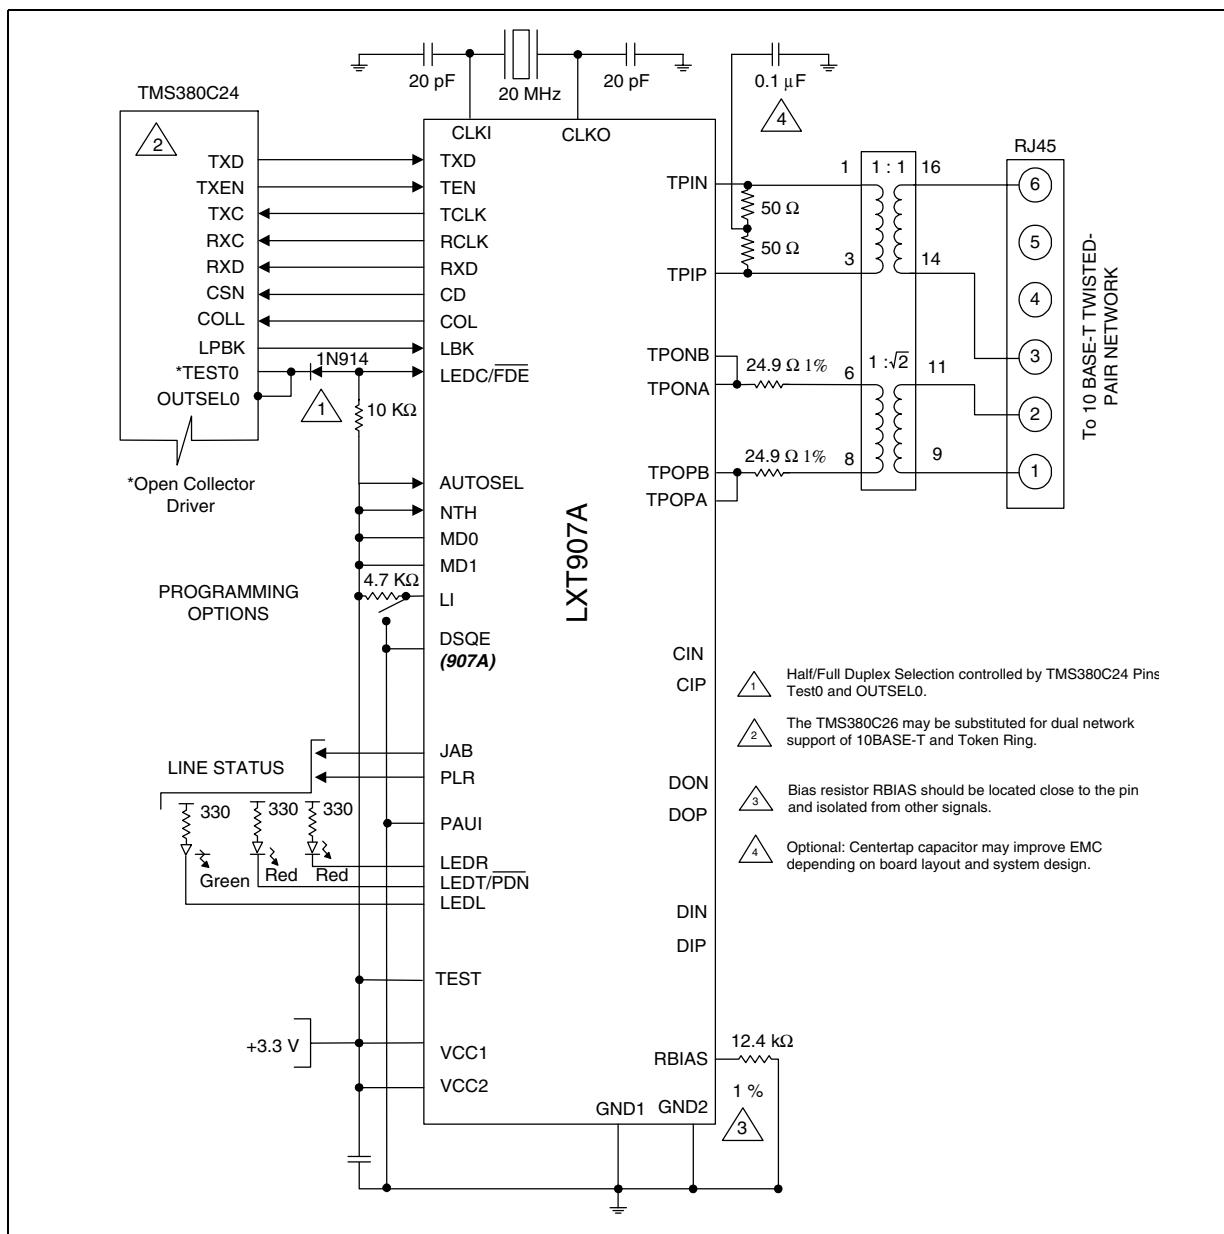 20 pF
20 MHz
20 pF
0.1 μF
4
TMS380C24
2
CLKI
CLKO
RJ45
TXD
TXD
TXEN
TEN
TXC
TCLK
RXC
RCLK
RXD
RXD
CSN
CD
COLL
COL
LPBK
LBK
1N914
*TEST0
LEDC/FDE
OUTSEL0
1
10 KΩ
*Open Collector
Driver
AUTOSEL
NTH
MD0
MD1
4.7 KΩ
LI
PROGRAMMING
OPTIONS
DSQE
(907A)
LINE STATUS
JAB
PLR
330
330
330
PAUI
LEDR
Green
Red
Red
LEDT/PDN
LEDL
TEST
+3.3 V
VCC1
VCC2
LXT907A
TPIN
50 Ω
50 Ω
TPIP
1
1 : 1
16
3
14
TPONB
TPONA
24.9 Ω 1%
6
1 :√2
11
TPOPB
TPOPA
24.9 Ω 1%
8
9
6
5
4
3
2
1
To 10 BASE-T TWISTED-
PAIR NETWORK
CIN
CIP
DON
DOP
DIN
DIP
RBIAS
12.4 kΩ
1 %
3
GND1
GND2
1
Half/Full Duplex Selection controlled by TMS380C24 Pins
Test0 and OUTSEL0.
2
The TMS380C26 may be substituted for dual network
support of 10BASE-T and Token Ring.
3
Bias resistor RBIAS should be located close to the pin
and isolated from other signals.
4
Optional: Centertap capacitor may improve EMC
depending on board layout and system design.